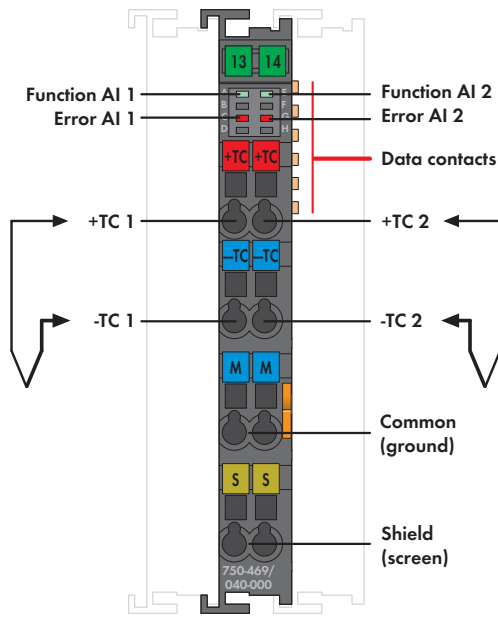 13 14
Function AI 1
Function AI 2
A E
B F
Error AI 1
Error AI 2
C G
D H
+TC +TC
Data contacts
+TC 1
+TC 2
–TC –TC
-TC 1
-TC 2
M M
Common
(ground)
S S
Shield
(screen)
750-469/
040-000